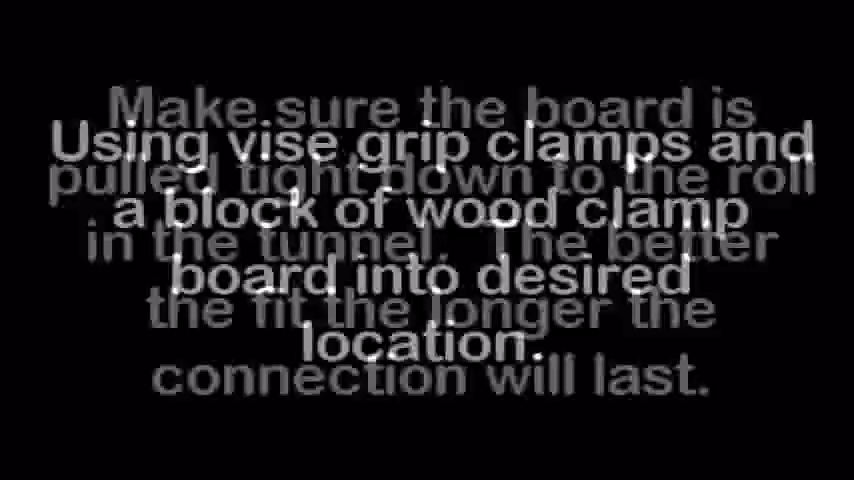 Using vise grip clamps and
a block of wood clamp
board into desired
location.
Make sure the board is
pulled tight down to the roll
in the tunnel. The better
the fit the longer the
connection will last.